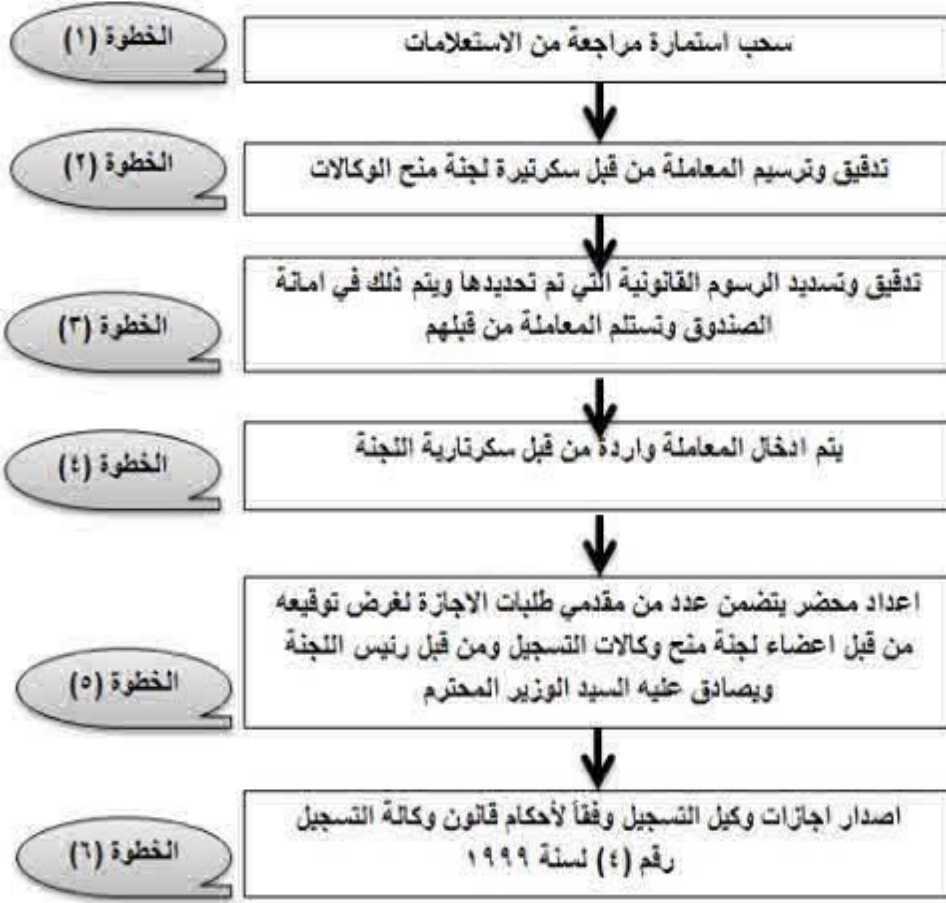 الخطوة (١)
سحب استمارة مراجعة من الاستعلامات
الخطوة (٢)
تدقيق وترسيم المعاملة من قبل سكرتيرة لجنة منح الوكالات
الخطوة (٣)
تدقيق وتسديد الرسوم القانونية التي تم تحديدها ويتم ذلك في امانة
الصندوق وتستلم المعاملة من قبلهم
الخطوة (٤)
يتم ادخال المعاملة واردة من قبل سكرتارية اللجنة
الخطوة (٥)
اعداد محضر يتضمن عدد من مقدمي طلبات الاجازة لغرض توقيعه
من قبل اعضاء لجنة منح وكالات التسجيل ومن قبل رئيس اللجنة
ويصادق عليه السيد الوزير المحترم
الخطوة (٦)
اصدار اجازات وكيل التسجيل وفقاً لأحكام قانون وكالة التسجيل
رقم (٤) لسنة ١٩٩٩